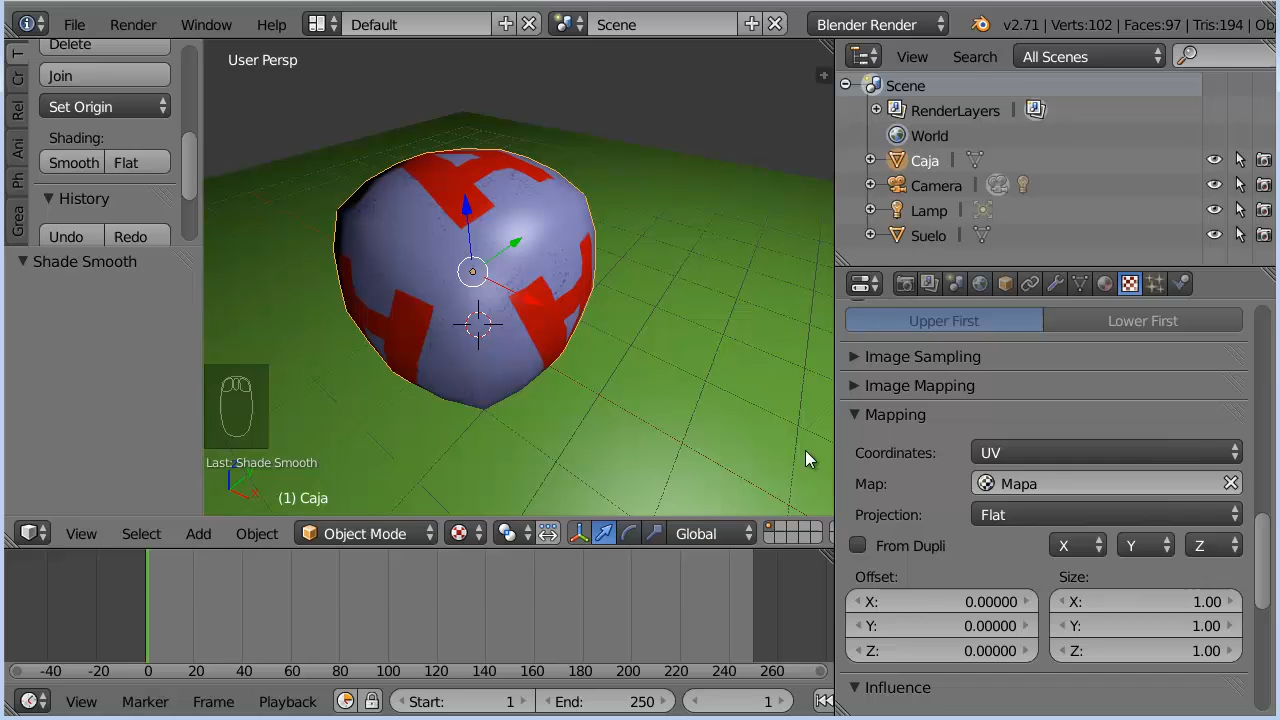 File Render Window Help Default Scene Blender Render v2.71 | Verts:102 | Faces:97 | Tris:194 | Ob
T
Cr
Rel
Ani
Ph
Grea
Delete
Join
Set Origin
Shading:
Smooth Flat
History
Undo Redo
Shade Smooth
User Persp
Last: Shade Smooth
(1) Caja
View Select Add Object Object Mode Global
-40 -20 0 20 40 60 80 100 120 140 160 180 200 220 240 260
View Marker Frame Playback Start: 1 End: 250 1
View Search All Scenes
Scene
RenderLayers
World
Caja
Camera
Lamp
Suelo
Upper First Lower First
Image Sampling
Image Mapping
Mapping
Coordinates: UV
Map: Mapa
Projection: Flat
From Dupli X Y Z
Offset: Size:
X: 0.00000 X: 1.00
Y: 0.00000 Y: 1.00
Z: 0.00000 Z: 1.00
Influence